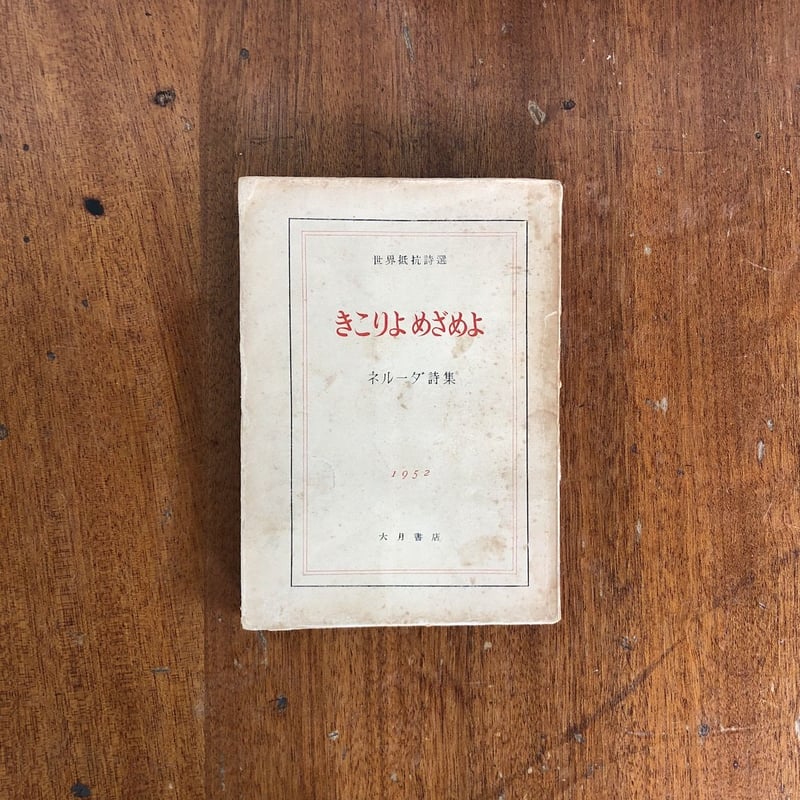 世界抵抗詩選
きこりよ めざめよ
ネルーダ詩集
1952
大月書店